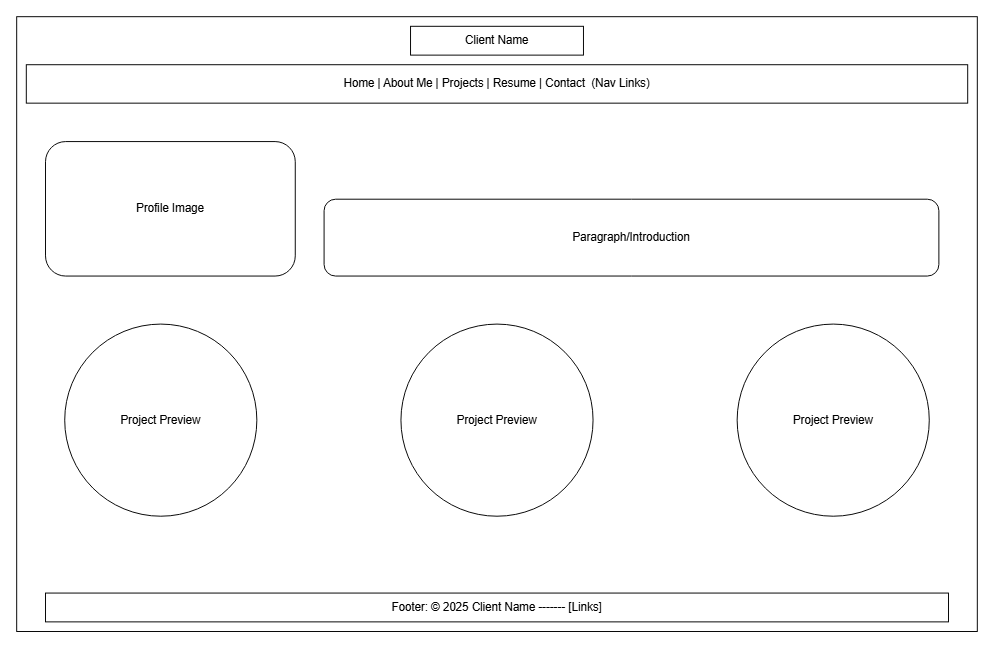 Client Name
Home | About Me | Projects | Resume | Contact  (Nav Links)
Profile Image
Paragraph/Introduction
Project Preview
Project Preview
Project Preview
Footer: © 2025 Client Name ------- [Links]